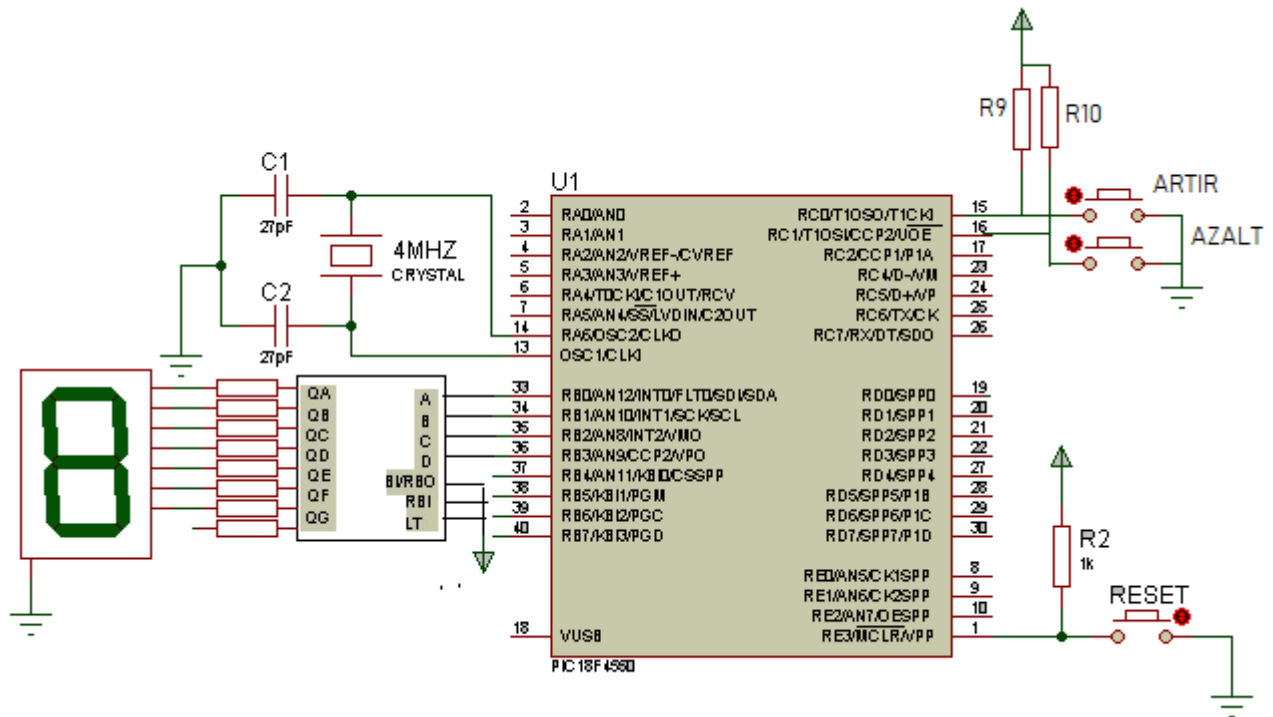 R9
R10
C1
27pF
C2
27pF
4MHZ
CRYSTAL
U1
ARTIR
AZALT
2 RA0/AN0
3 RA1/AN1
4 RA2/AN2/VREF-/CVREF
5 RA3/AN3/VREF+
6 RA4/T0CKI/C1OUT/RCV
7 RA5/AN4/SS/LVDIN/C2OUT
14 RA6/OSC2/CLKO
13 OSC1/CLKI
33 RB0/AN12/INT0/FLT0/SDI/SDA
34 RB1/AN10/INT1/SCK/SCL
35 RB2/AN8/INT2/VMO
36 RB3/AN9/CCP2/VPO
37 RB4/AN11/KBI0/CSSPP
38 RB5/KBI1/PGM
39 RB6/KBI2/PGC
40 RB7/KBI3/PGD
18 VUSB
RC0/T1OSO/T1CKI 15
RC1/T1OSI/CCP2/UOE 16
RC2/CCP1/P1A 17
RC4/D-/VM 23
RC5/D+/VP 24
RC6/TX/CK 25
RC7/RX/DT/SDO 26
RD0/SPP0 19
RD1/SPP1 20
RD2/SPP2 21
RD3/SPP3 22
RD4/SPP4 27
RD5/SPP5/P1B 28
RD6/SPP6/P1C 29
RD7/SPP7/P1D 30
RE0/AN5/CK1SPP 8
RE1/AN6/CK2SPP 9
RE2/AN7/OESPP 10
RE3/MCLR/VPP 1
PIC18F4550
QA
QB
QC
QD
QE
QF
QG
A
B
C
D
BI/RBO
RBI
LT
R2
1k
RESET